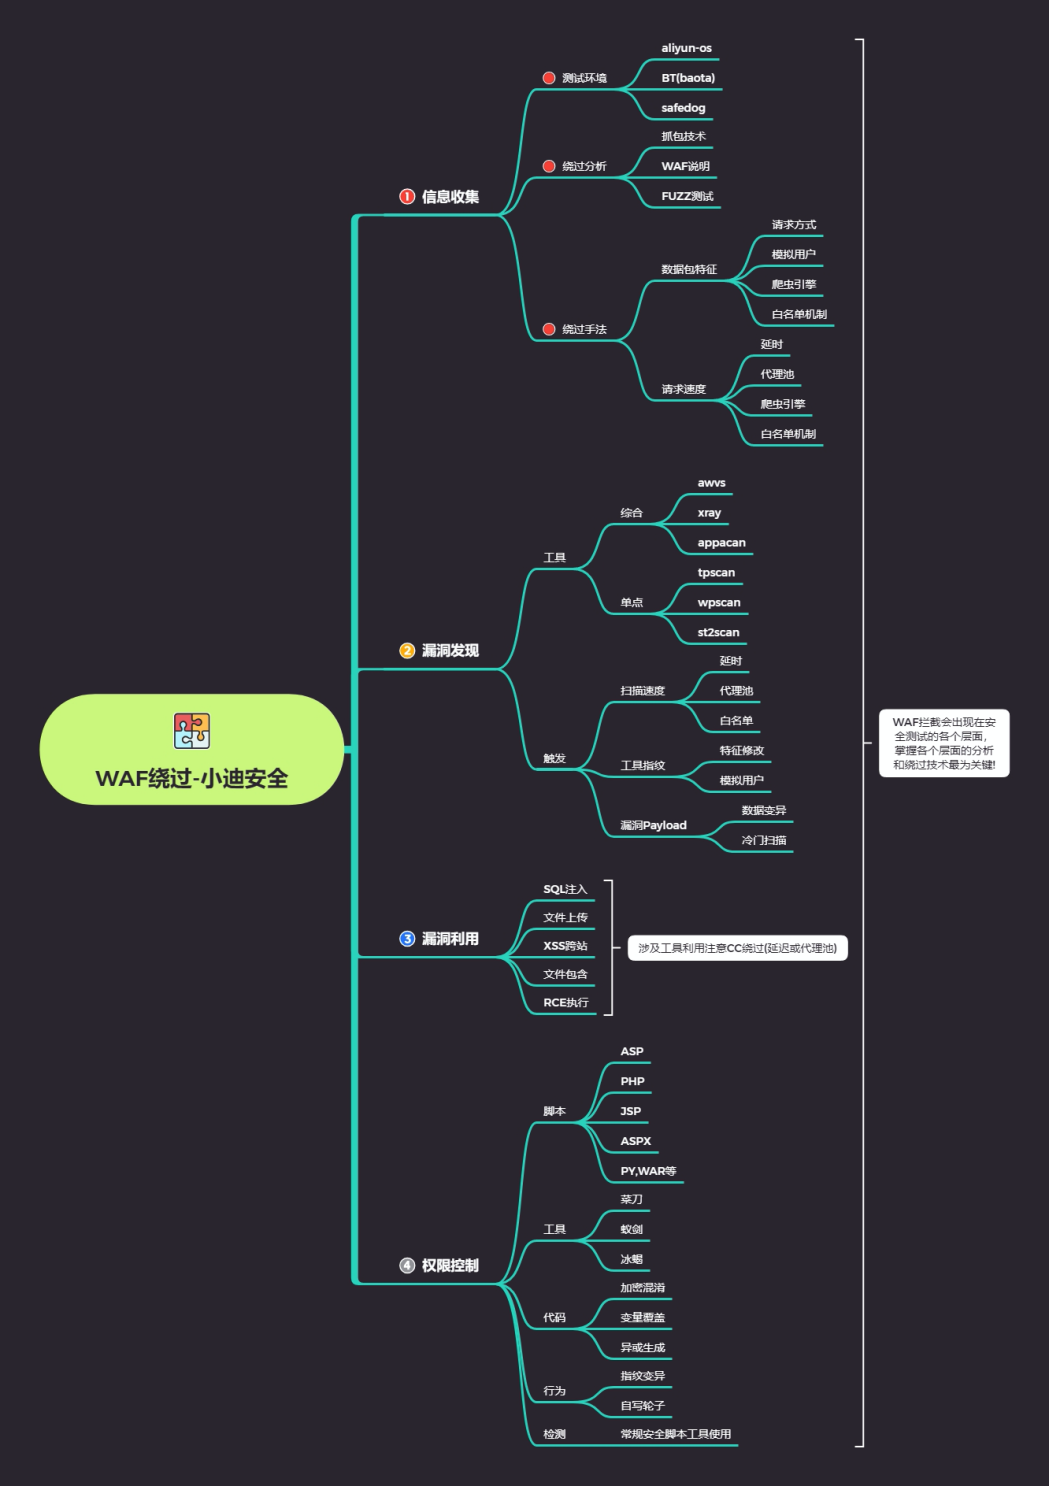 WAF绕过-小迪安全
1 信息收集
测试环境
aliyun-os
BT(baota)
safedog
绕过分析
抓包技术
WAF说明
FUZZ测试
绕过手法
数据包特征
请求方式
模拟用户
爬虫引擎
白名单机制
请求速度
延时
代理池
爬虫引擎
白名单机制
2 漏洞发现
工具
综合
awvs
xray
appacan
单点
tpscan
wpscan
st2scan
触发
扫描速度
延时
代理池
白名单
工具指纹
特征修改
模拟用户
漏洞Payload
数据变异
冷门扫描
3 漏洞利用
SQL注入
文件上传
XSS跨站
文件包含
RCE执行
涉及工具利用注意CC绕过(延迟或代理池)
4 权限控制
脚本
ASP
PHP
JSP
ASPX
PY,WAR等
工具
菜刀
蚁剑
冰蝎
代码
加密混淆
变量覆盖
异或生成
行为
指纹变异
自写轮子
检测
常规安全脚本工具使用
WAF拦截会出现在安
全测试的各个层面，
掌握各个层面的分析
和绕过技术最为关键!